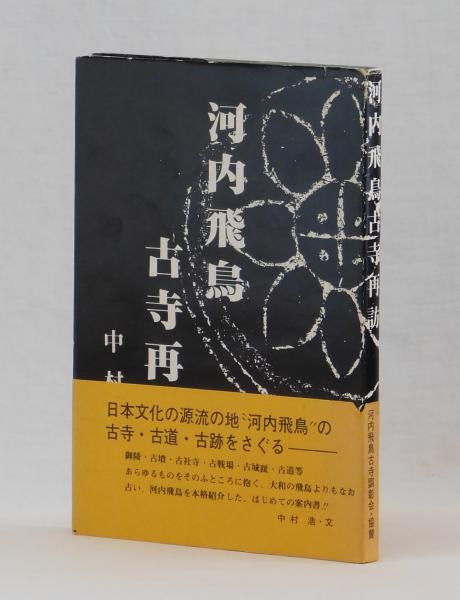 河内飛鳥
古寺再
中村
日本文化の源流の地〝河内飛鳥〟の
古寺・古道・古跡をさぐる――
御陵・古墳・古社寺・古戦場・古城趾・古道等
あらゆるものをそのふところに抱く、大和の飛鳥よりもなお
古い、河内飛鳥を本格紹介した、はじめての案内書!!
中村 浩・文
河内飛鳥古寺再訪
河内飛鳥古寺顕彰会・協賛